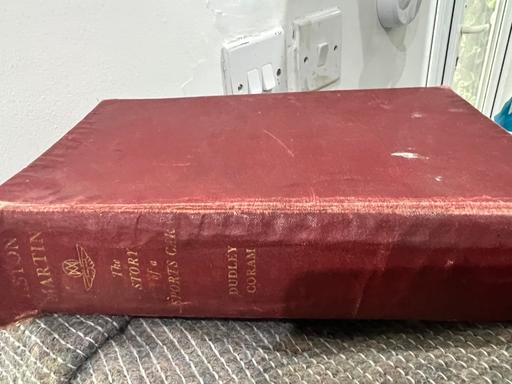 ASTON
MARTIN
The
STORY
of a
SPORTS CAR
DUDLEY
CORAM